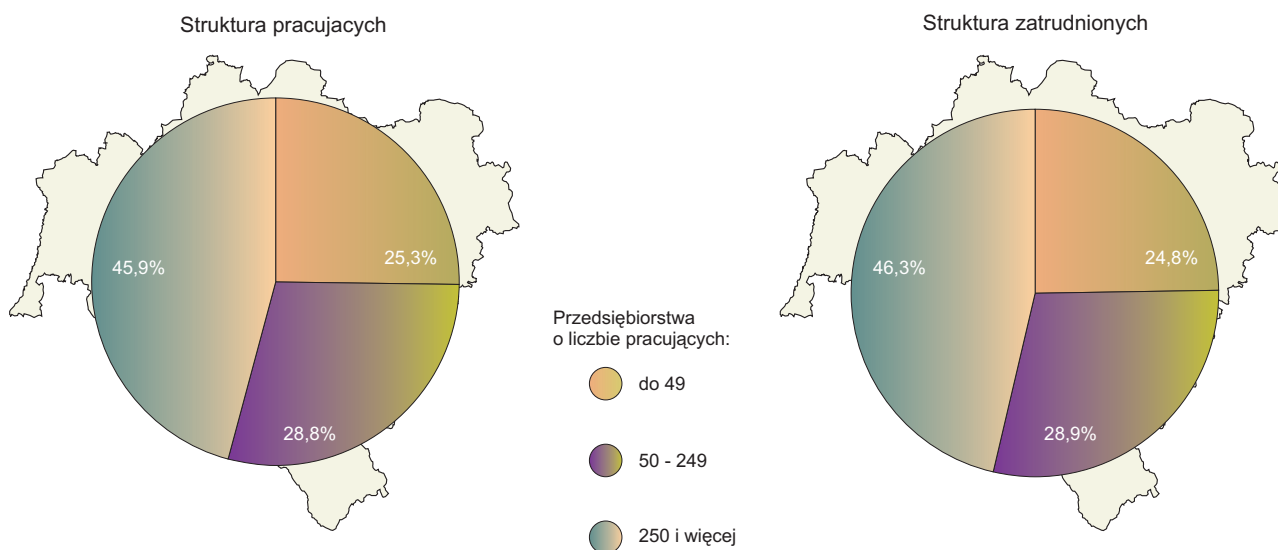 Struktura pracujacych
Struktura zatrudnionych
45,9%
25,3%
28,8%
46,3%
24,8%
28,9%
Przedsiębiorstwa
o liczbie pracujących:
do 49
50 - 249
250 i więcej